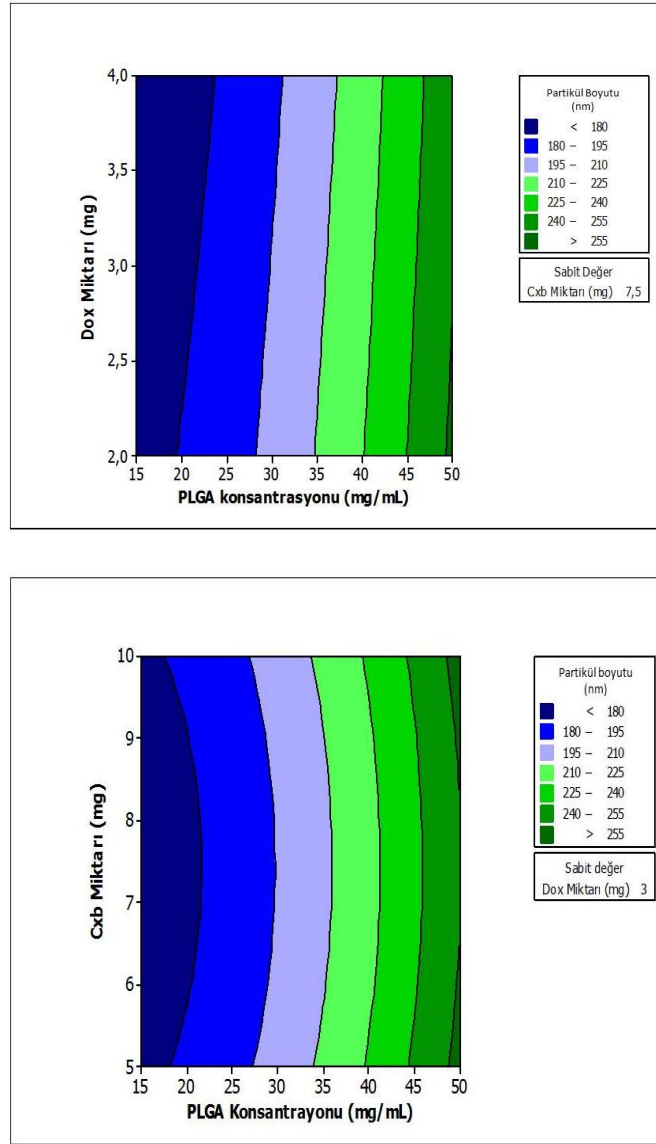 4,0
3,5
3,0
2,5
2,0
Dox Miktarı (mg)
15 20 25 30 35 40 45 50
PLGA konsantrasyonu (mg/mL)
Partikül Boyutu
(nm)
< 180
180 – 195
195 – 210
210 – 225
225 – 240
240 – 255
> 255
Sabit Değer
Cxb Miktarı (mg) 7,5
10
9
8
7
6
5
Cxb Miktarı (mg)
15 20 25 30 35 40 45 50
PLGA Konsantrayonu (mg/mL)
Partikül boyutu
(nm)
< 180
180 – 195
195 – 210
210 – 225
225 – 240
240 – 255
> 255
Sabit değer
Dox Miktarı (mg) 3